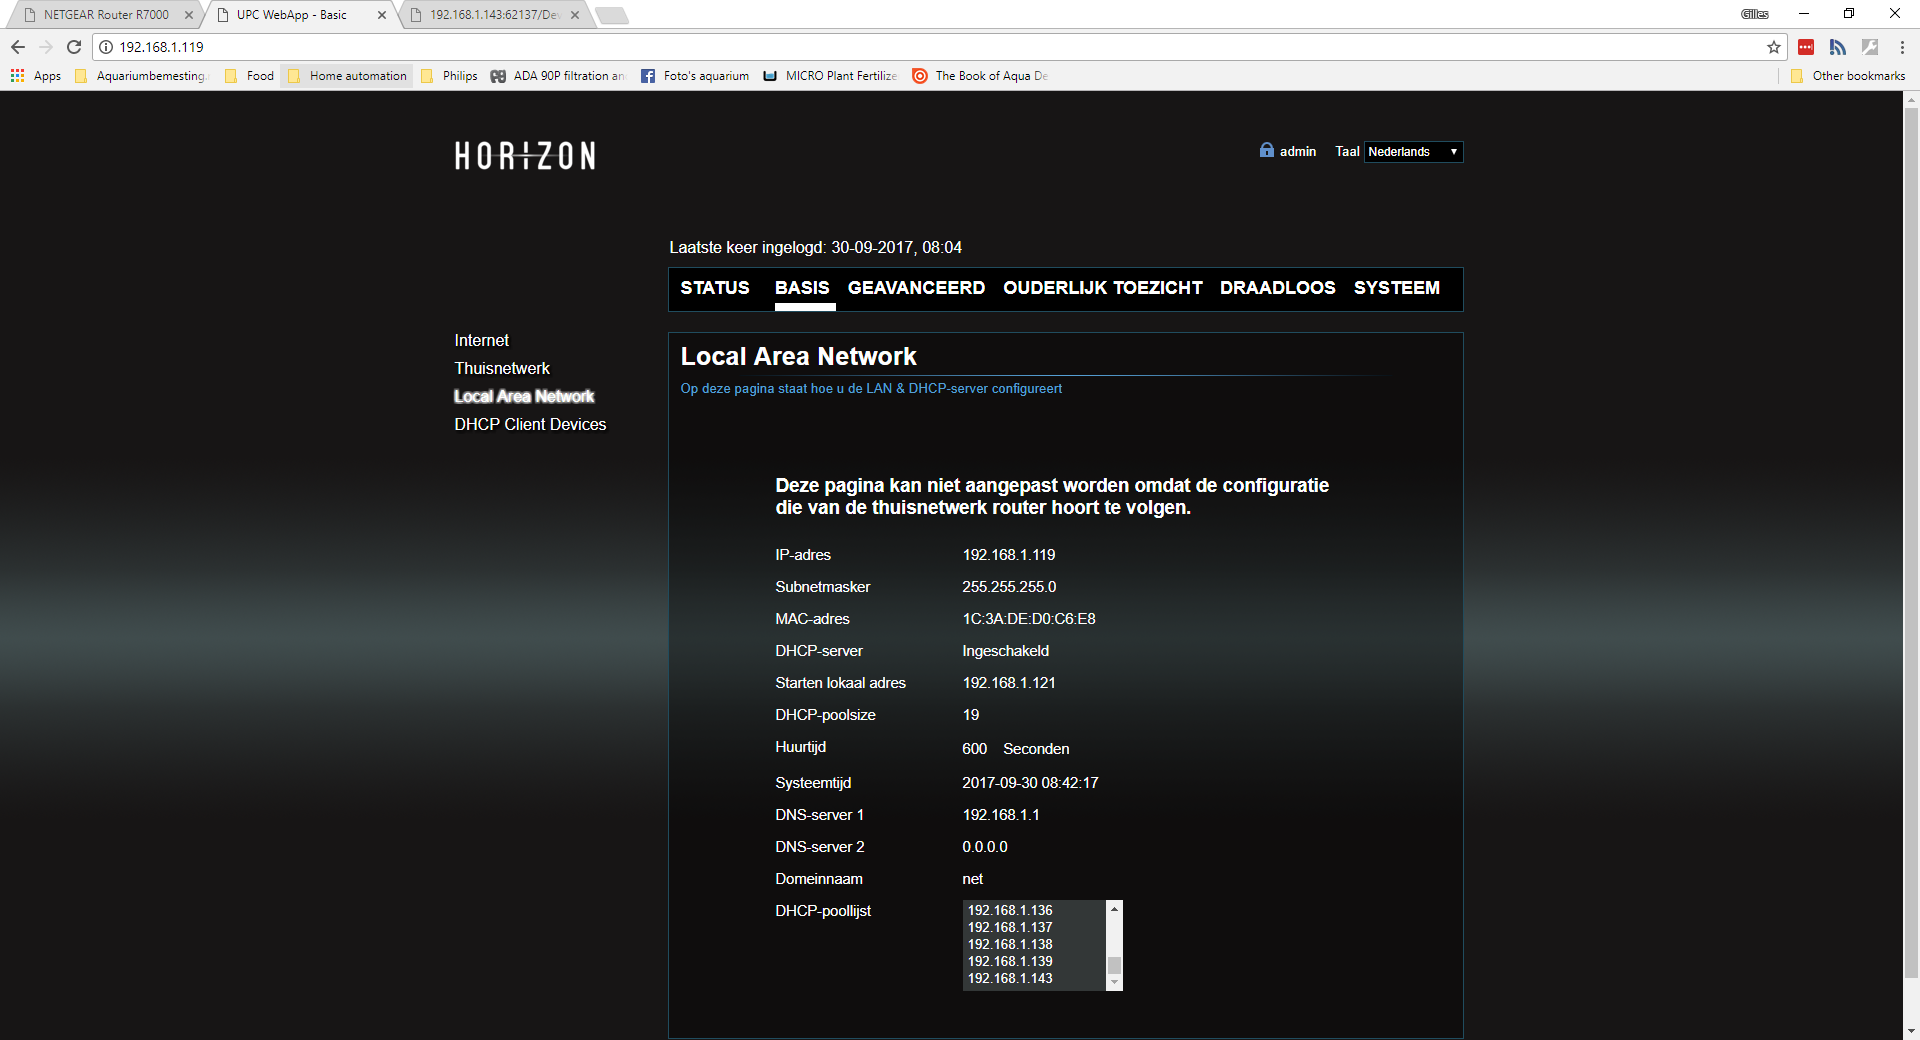 NETGEAR Router R7000
UPC WebApp - Basic
192.168.1.143:62137/De
Gilles
192.168.1.119
Apps
Aquariumbemesting
Food
Home automation
Philips
ADA 90P filtration an
Foto's aquarium
MICRO Plant Fertilize
The Book of Aqua De
Other bookmarks
HORIZON
admin
Taal
Nederlands
Laatste keer ingelogd: 30-09-2017, 08:04
STATUS BASIS GEAVANCEERD OUDERLIJK TOEZICHT DRAADLOOS SYSTEEM
Internet
Thuisnetwerk
Local Area Network
DHCP Client Devices
Local Area Network
Op deze pagina staat hoe u de LAN & DHCP-server configureert
Deze pagina kan niet aangepast worden omdat de configuratie
die van de thuisnetwerk router hoort te volgen.
IP-adres 192.168.1.119
Subnetmasker 255.255.255.0
MAC-adres 1C:3A:DE:D0:C6:E8
DHCP-server Ingeschakeld
Starten lokaal adres 192.168.1.121
DHCP-poolsize 19
Huurtijd 600 Seconden
Systeemtijd 2017-09-30 08:42:17
DNS-server 1 192.168.1.1
DNS-server 2 0.0.0.0
Domeinnaam net
DHCP-poollijst 192.168.1.136
192.168.1.137
192.168.1.138
192.168.1.139
192.168.1.143